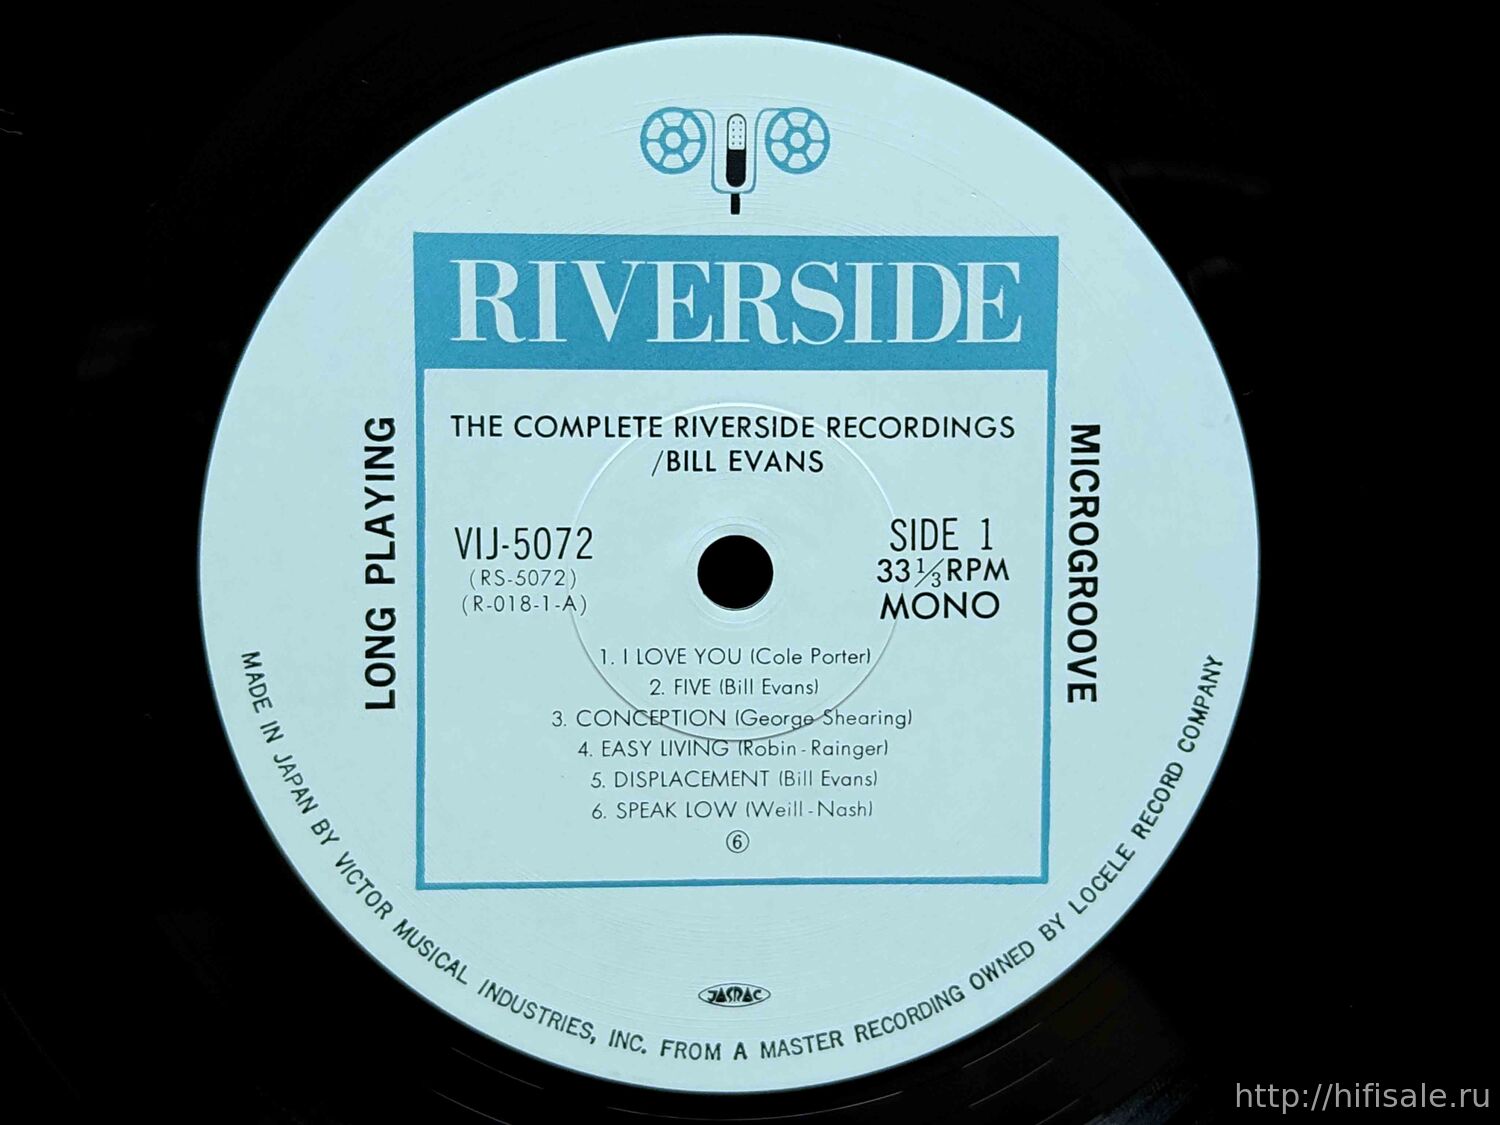 RIVERSIDE
THE COMPLETE RIVERSIDE RECORDINGS
/BILL EVANS
LONG PLAYING
MICROGROOVE
VIJ-5072
(RS-5072)
(R-018-1-A)
SIDE 1
33 1/3 RPM
MONO
1. I LOVE YOU (Cole Porter)
2. FIVE (Bill Evans)
3. CONCEPTION (George Shearing)
4. EASY LIVING (Robin-Rainger)
5. DISPLACEMENT (Bill Evans)
6. SPEAK LOW (Weill-Nash)
⑥
JASRAC
MADE IN JAPAN BY VICTOR MUSICAL INDUSTRIES, INC. FROM A MASTER RECORDING OWNED BY LOCELE RECORD COMPANY
http://hifisale.ru